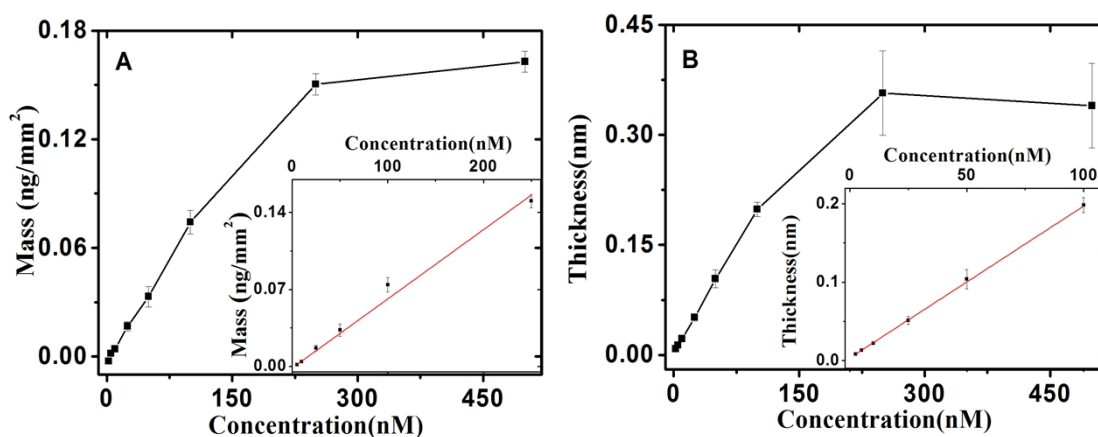 A
0.18
0.12
0.06
0.00
Mass (ng/mm²)
0
150
300
450
Concentration(nM)
Concentration(nM)
0
100
200
0.14
0.07
0.00
Mass (ng/mm²)
B
0.45
0.30
0.15
0.00
Thickness(nm)
0
150
300
450
Concentration(nM)
Concentration(nM)
0
50
100
0.2
0.1
0.0
Thickness(nm)